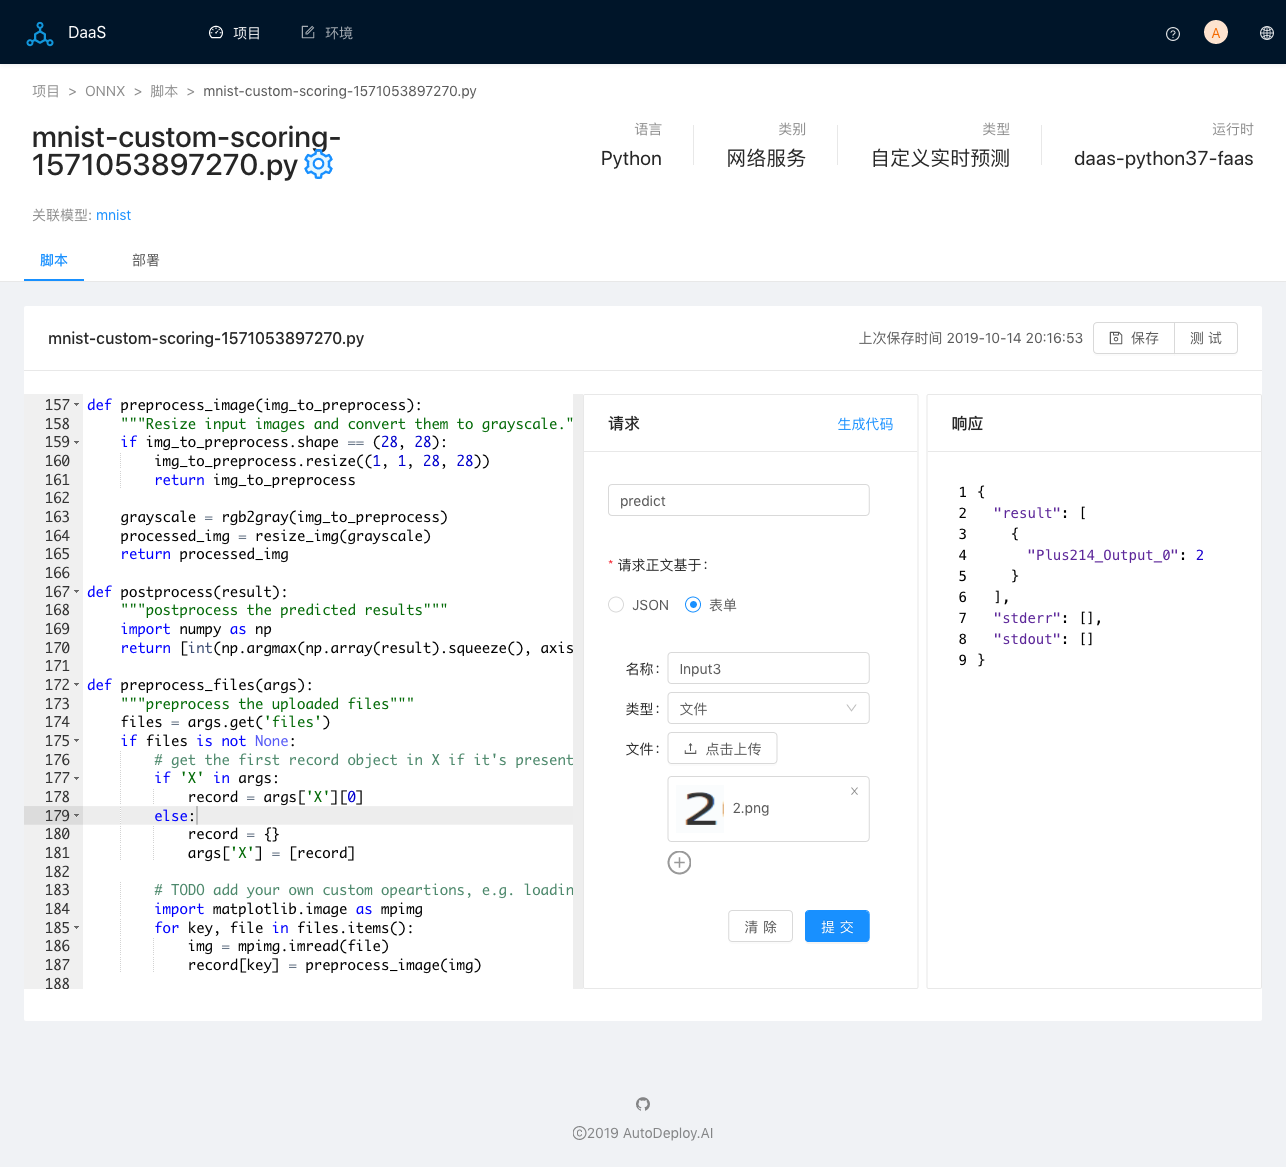 DaaS
项目
环境
A
项目 > ONNX > 脚本 > mnist-custom-scoring-1571053897270.py
mnist-custom-scoring-
1571053897270.py
语言
Python
类别
网络服务
类型
自定义实时预测
运行时
daas-python37-faas
关联模型: mnist
脚本
部署
mnist-custom-scoring-1571053897270.py
上次保存时间 2019-10-14 20:16:53
保存
测 试
157 def preprocess_image(img_to_preprocess):
158 """Resize input images and convert them to grayscale."
159 if img_to_preprocess.shape == (28, 28):
160 img_to_preprocess.resize((1, 1, 28, 28))
161 return img_to_preprocess
162
163 grayscale = rgb2gray(img_to_preprocess)
164 processed_img = resize_img(grayscale)
165 return processed_img
166
167 def postprocess(result):
168 """postprocess the predicted results"""
169 import numpy as np
170 return [int(np.argmax(np.array(result).squeeze(), axis
171
172 def preprocess_files(args):
173 """preprocess the uploaded files"""
174 files = args.get('files')
175 if files is not None:
176 # get the first record object in X if it's present
177 if 'X' in args:
178 record = args['X'][0]
179 else:
180 record = {}
181 args['X'] = [record]
182
183 # TODO add your own custom opeartions, e.g. loadin
184 import matplotlib.image as mpimg
185 for key, file in files.items():
186 img = mpimg.imread(file)
187 record[key] = preprocess_image(img)
188
请求
生成代码
predict
* 请求正文基于:
JSON
表单
名称: Input3
类型: 文件
文件: 点击上传
2
2.png
x
清 除
提 交
响应
1 {
2 "result": [
3 {
4 "Plus214_Output_0": 2
5 }
6 ],
7 "stderr": [],
8 "stdout": []
9 }
©2019 AutoDeploy.AI